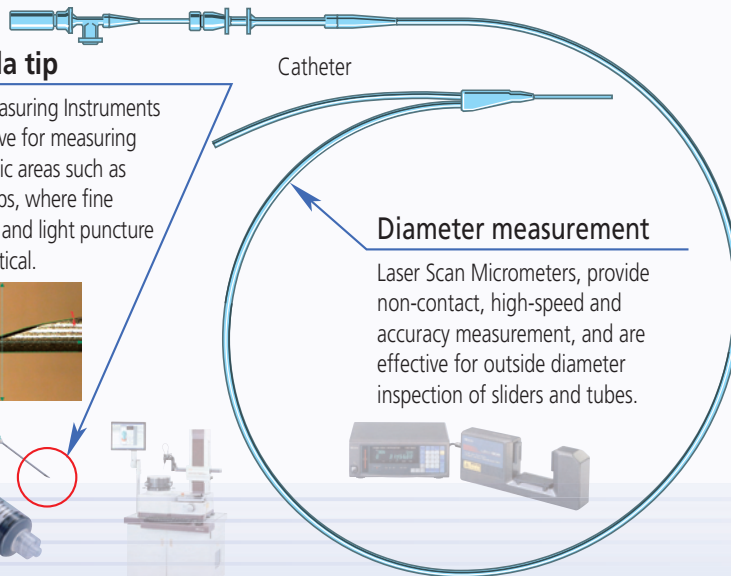 la tip
asuring Instruments
ve for measuring
ic areas such as
ps, where fine
and light puncture
tical.
Catheter
Diameter measurement
Laser Scan Micrometers, provide
non-contact, high-speed and
accuracy measurement, and are
effective for outside diameter
inspection of sliders and tubes.